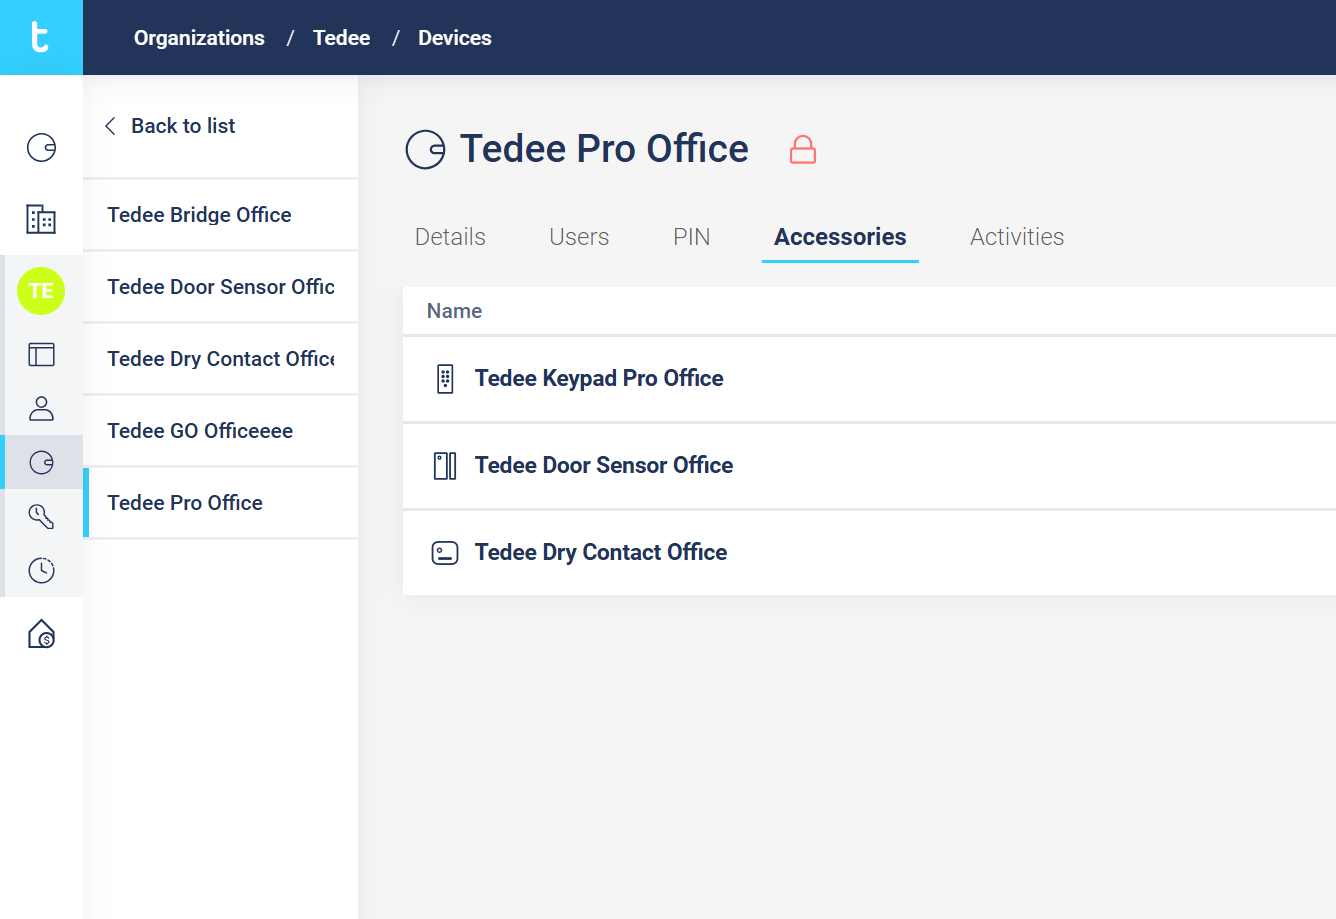 t
Organizations / Tedee / Devices
Back to list
TE
Tedee Bridge Office
Tedee Door Sensor Offic
Tedee Dry Contact Office
Tedee GO Officeeee
Tedee Pro Office
Tedee Pro Office
Details Users PIN Accessories Activities
Name
Tedee Keypad Pro Office
Tedee Door Sensor Office
Tedee Dry Contact Office